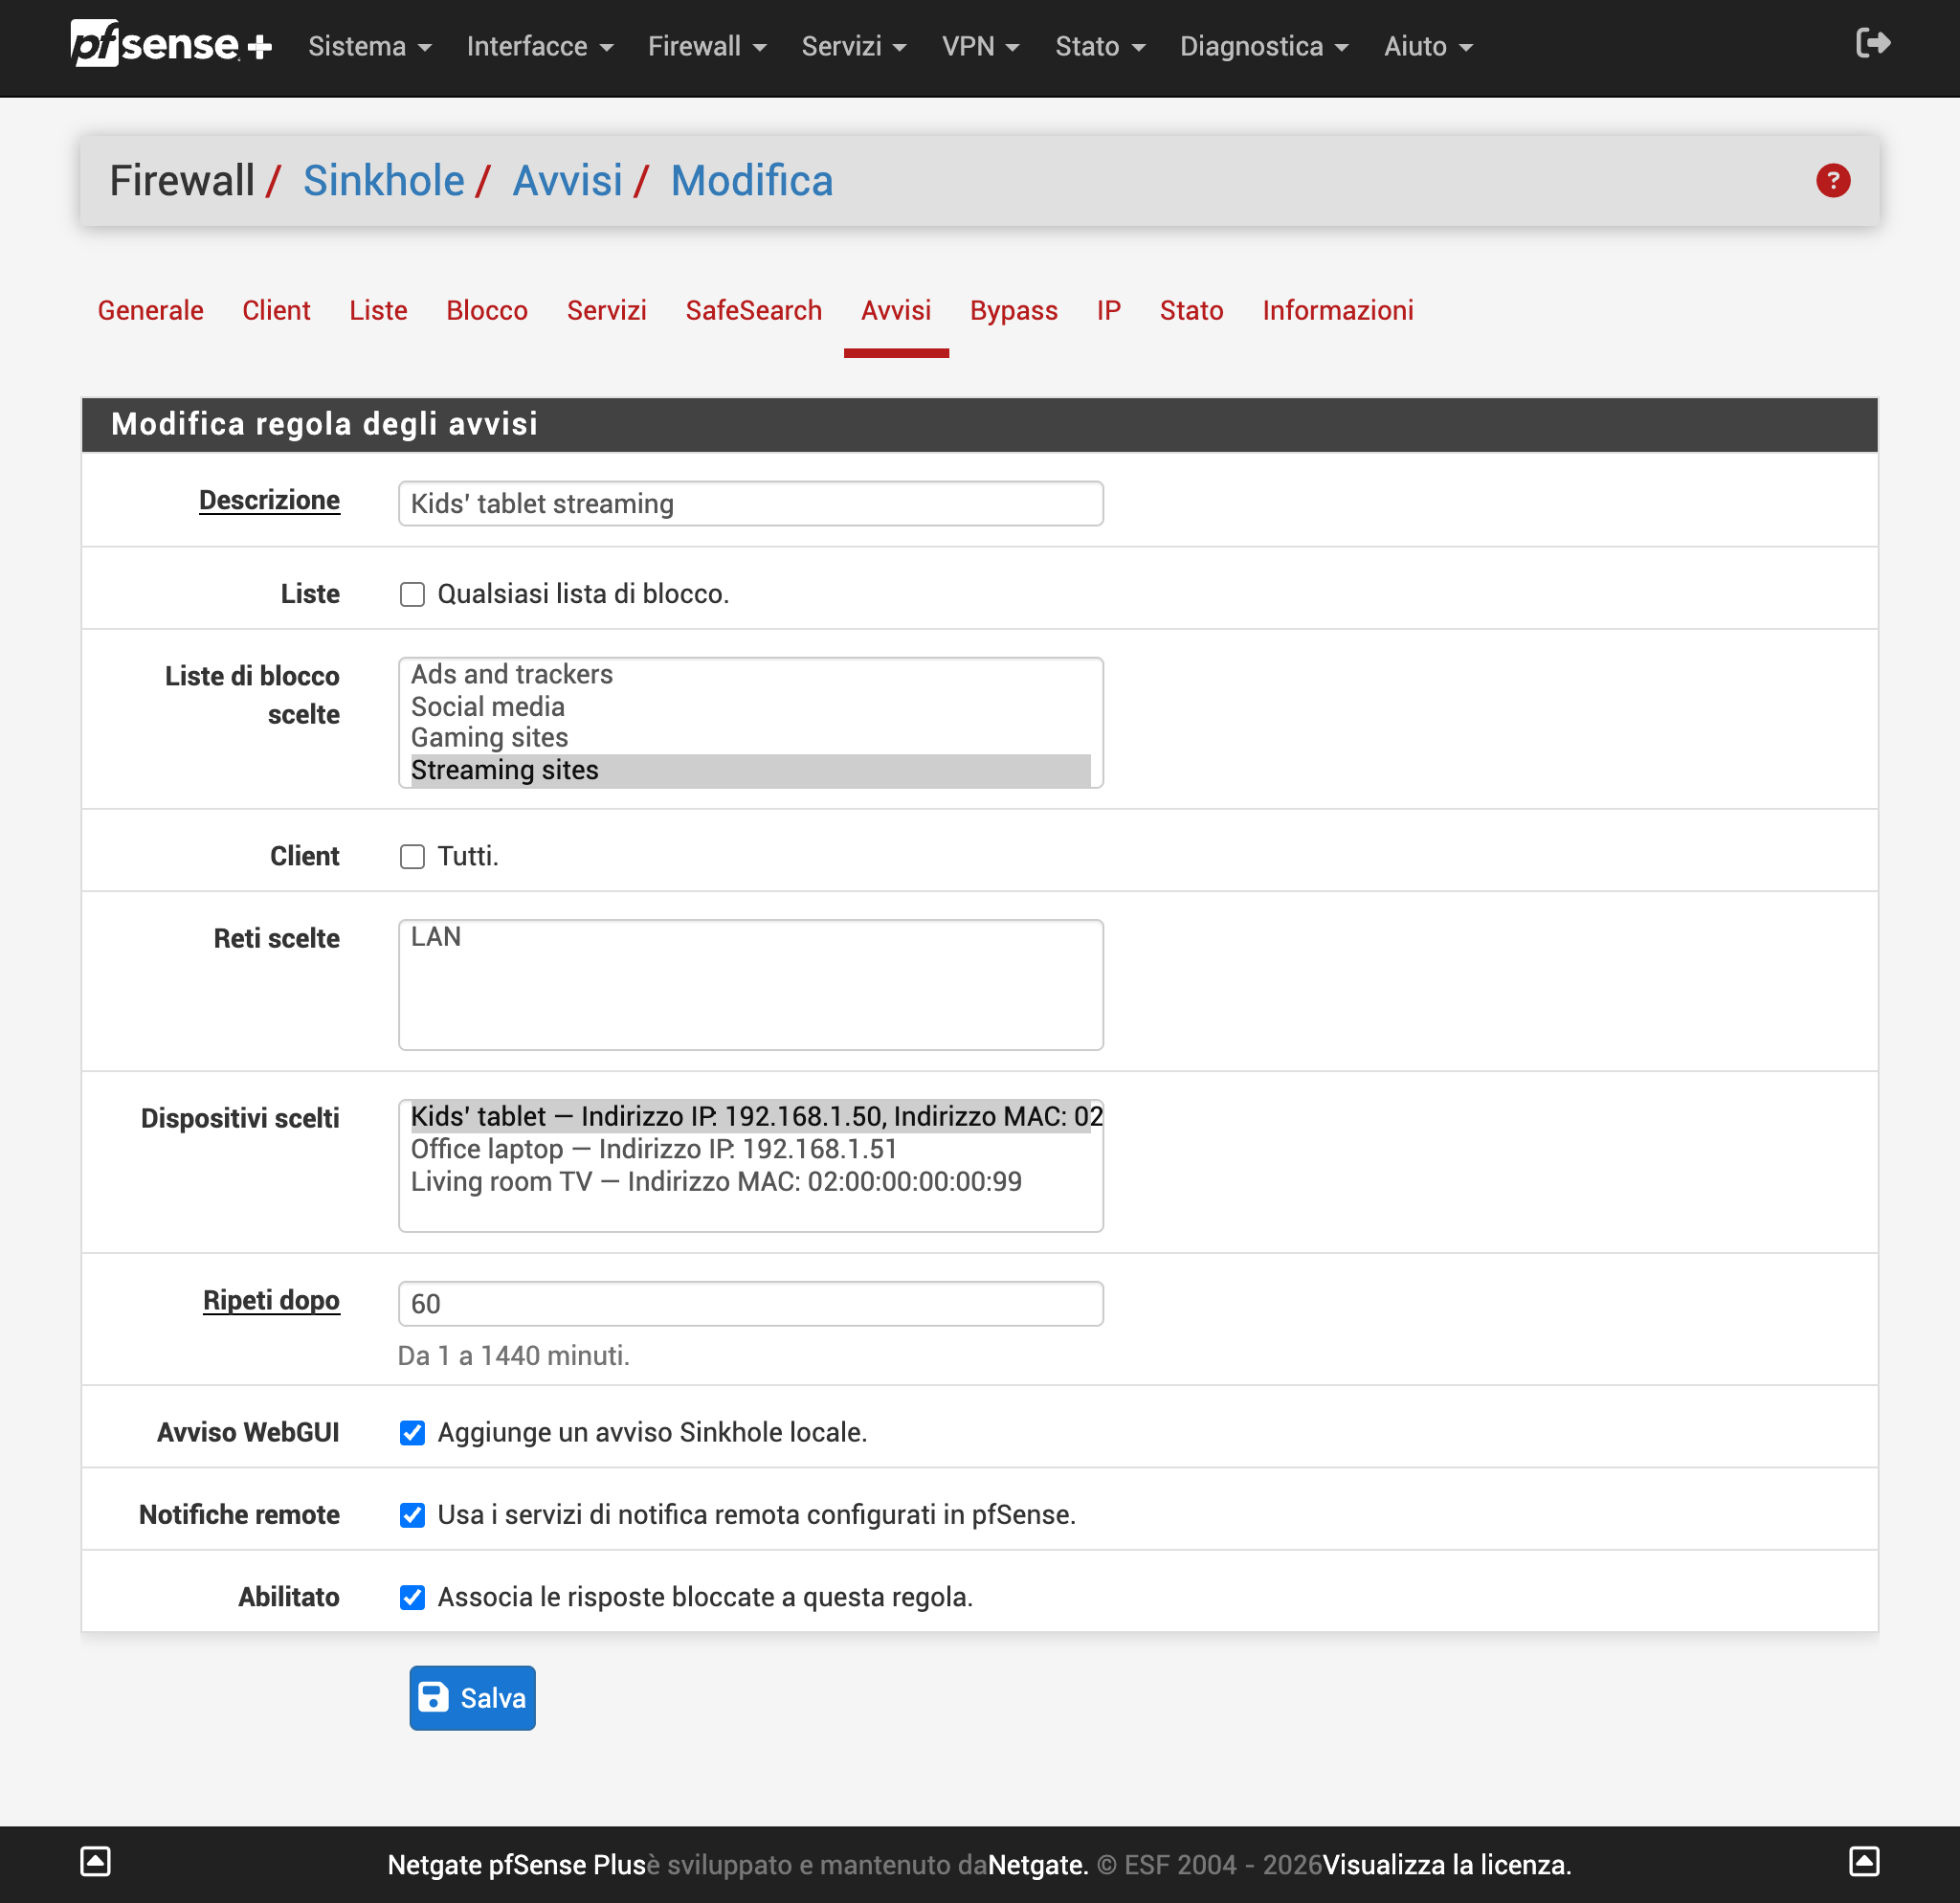 pfsense+ Sistema Interfacce Firewall Servizi VPN Stato Diagnostica Aiuto
Firewall / Sinkhole / Avvisi / Modifica ?
Generale Client Liste Blocco Servizi SafeSearch Avvisi Bypass IP Stato Informazioni
Modifica regola degli avvisi
Descrizione Kids' tablet streaming
Liste Qualsiasi lista di blocco.
Liste di blocco scelte
Ads and trackers
Social media
Gaming sites
Streaming sites
Client Tutti.
Reti scelte LAN
Dispositivi scelti Kids' tablet — Indirizzo IP: 192.168.1.50, Indirizzo MAC: 02
Office laptop — Indirizzo IP: 192.168.1.51
Living room TV — Indirizzo MAC: 02:00:00:00:00:99
Ripeti dopo 60
Da 1 a 1440 minuti.
Avviso WebGUI Aggiunge un avviso Sinkhole locale.
Notifiche remote Usa i servizi di notifica remota configurati in pfSense.
Abilitato Associa le risposte bloccate a questa regola.
Salva
Netgate pfSense Plusè sviluppato e mantenuto daNetgate. © ESF 2004 - 2026Visualizza la licenza.